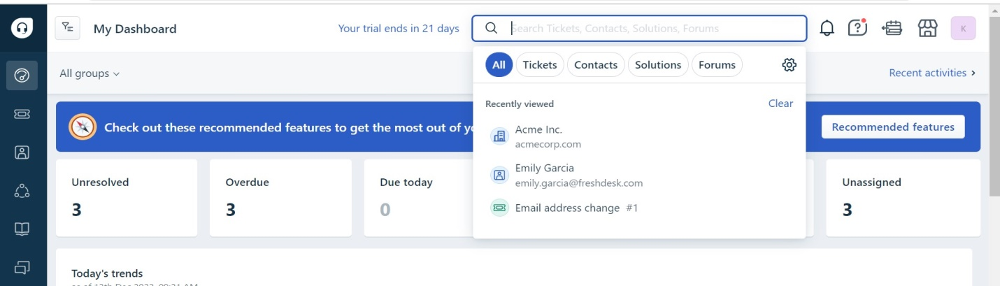 My Dashboard
Your trial ends in 21 days
Search Tickets, Contacts, Solutions, Forums
K
All
Tickets
Contacts
Solutions
Forums
All groups
Recent activities
Recently viewed
Clear
Check out these recommended features to get the most out of
Recommended features
Acme Inc.
acmecorp.com
Emily Garcia
emily.garcia@freshdesk.com
Email address change #1
Unresolved
3
Overdue
3
Due today
0
Unassigned
3
Today's trends